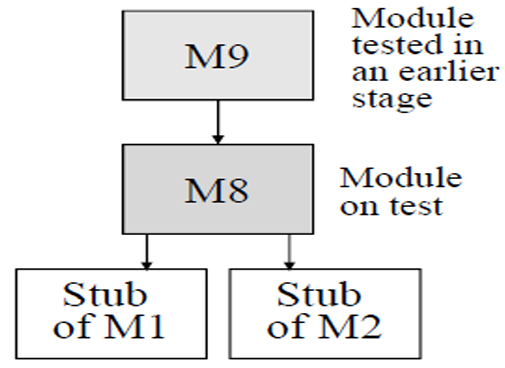 M9
Module
tested in
an earlier
stage
M8
Module
on test
Stub
of M1
Stub
of M2